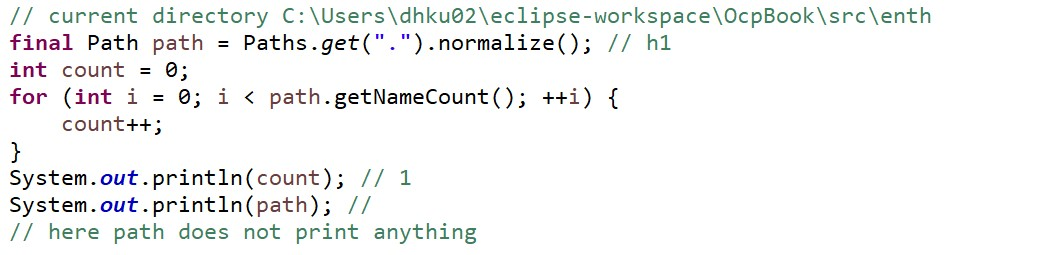 // current directory C:\Users\dhku02\eclipse-workspace\OcpBook\src\enth
final Path path = Paths.get(".").normalize(); // h1
int count = 0;
for (int i = 0; i < path.getNameCount(); ++i) {
    count++;
}
System.out.println(count); // 1
System.out.println(path); //
// here path does not print anything